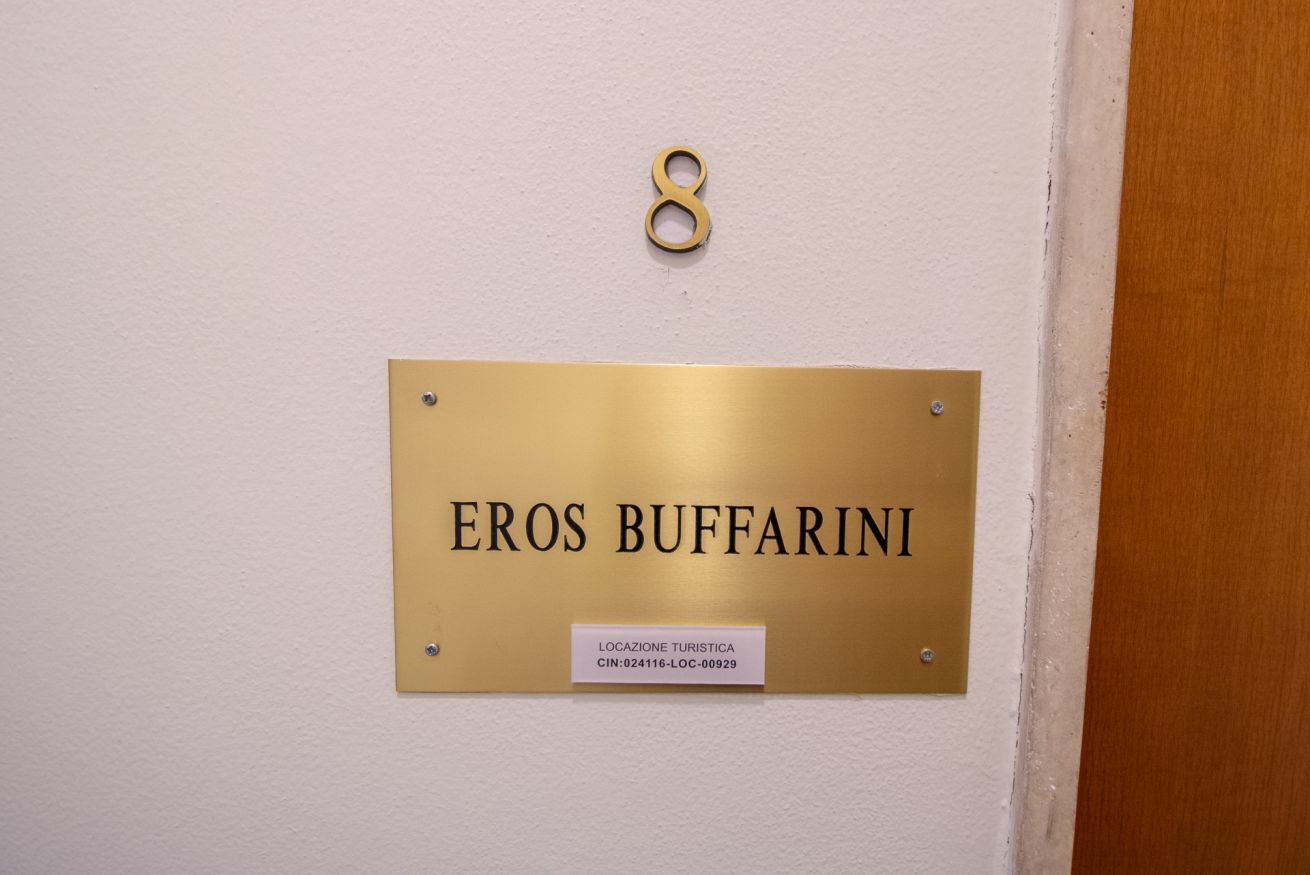 8
EROS BUFFARINI
LOCAZIONE TURISTICA
CIN:024116-LOC-00929